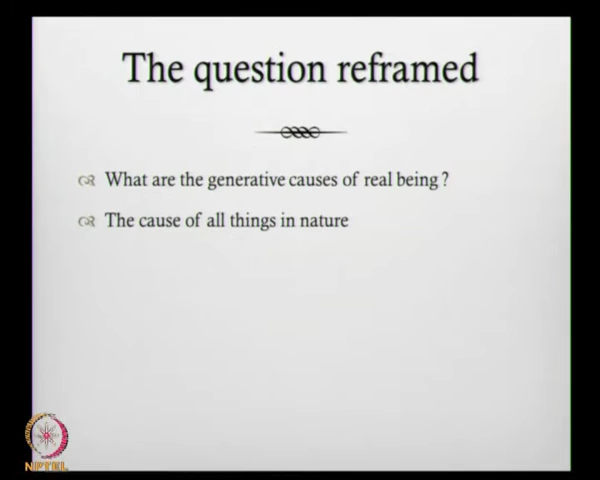 The question reframed
What are the generative causes of real being?
The cause of all things in nature
NPTEL